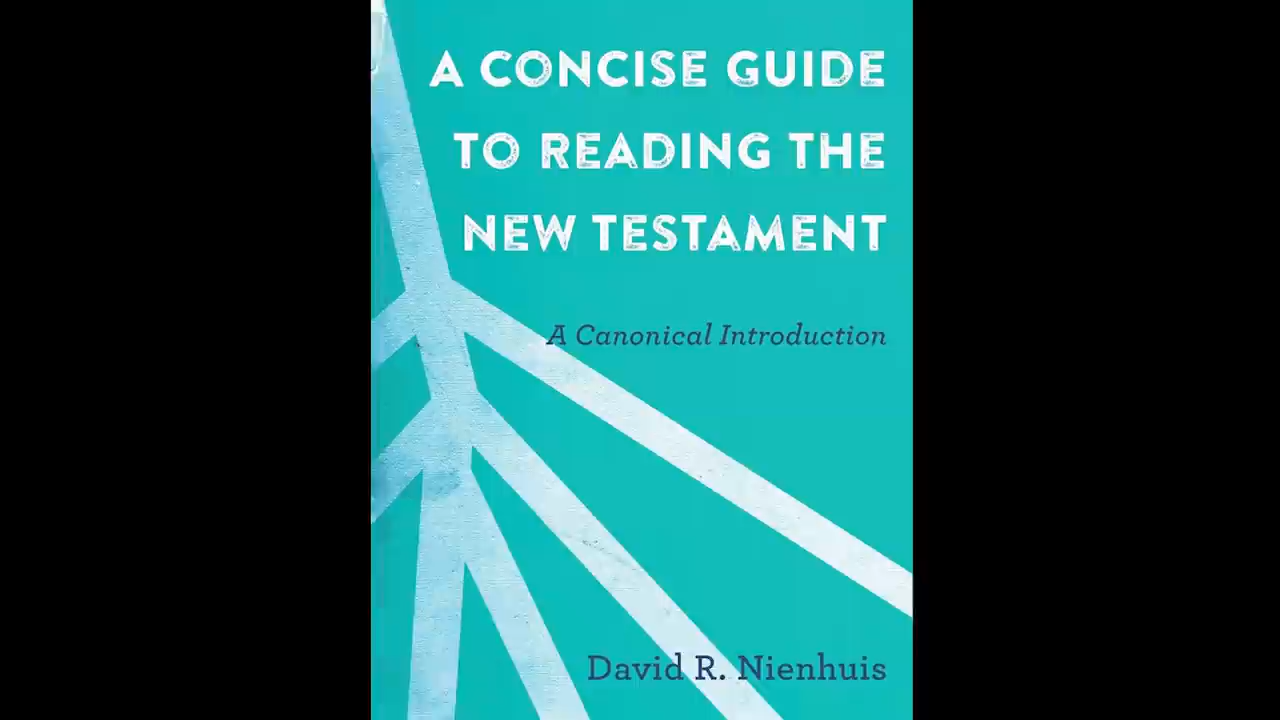 A CONCISE GUIDE
TO READING THE
NEW TESTAMENT
A Canonical Introduction
David R. Nienhuis